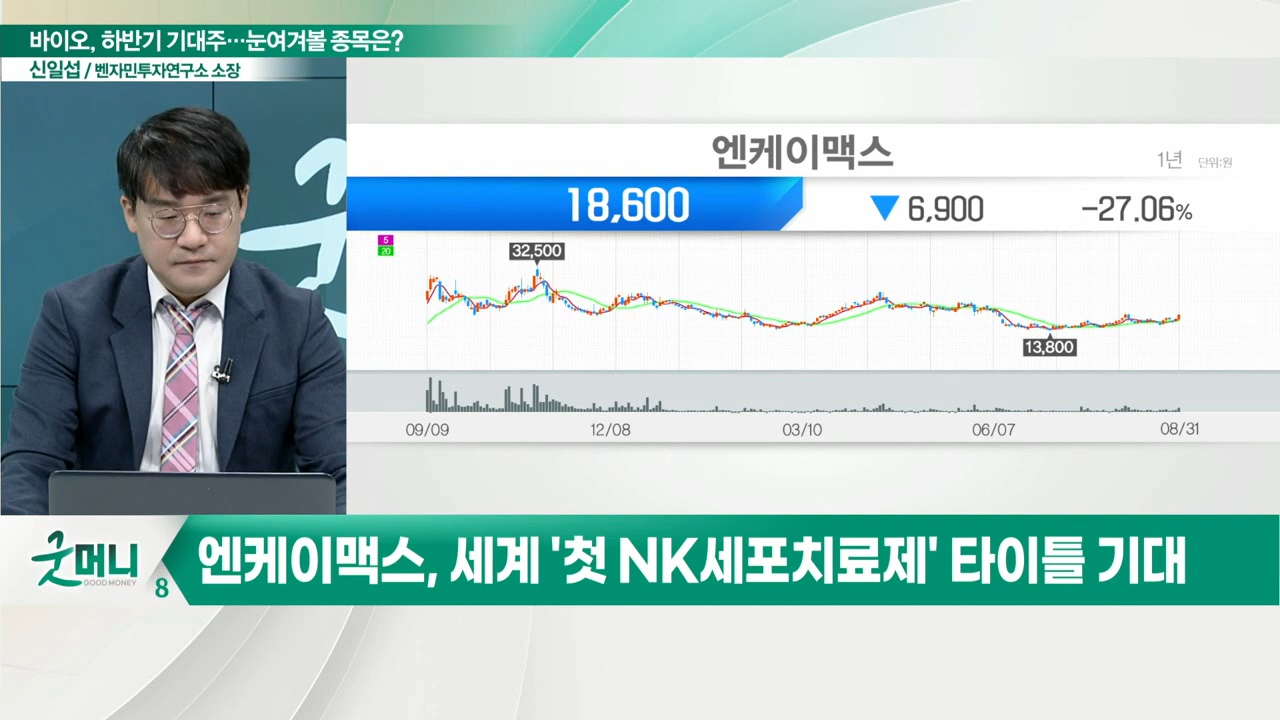 바이오, 하반기 기대주…눈여겨볼 종목은?
신일섭 / 벤자민투자연구소 소장
엔케이맥스
1년 단위:원
18,600 ▼ 6,900 -27.06%
5
20
32,500
13,800
09/09 12/08 03/10 06/07 08/31
굿머니
GOOD MONEY
8
엔케이맥스, 세계 '첫 NK세포치료제' 타이틀 기대